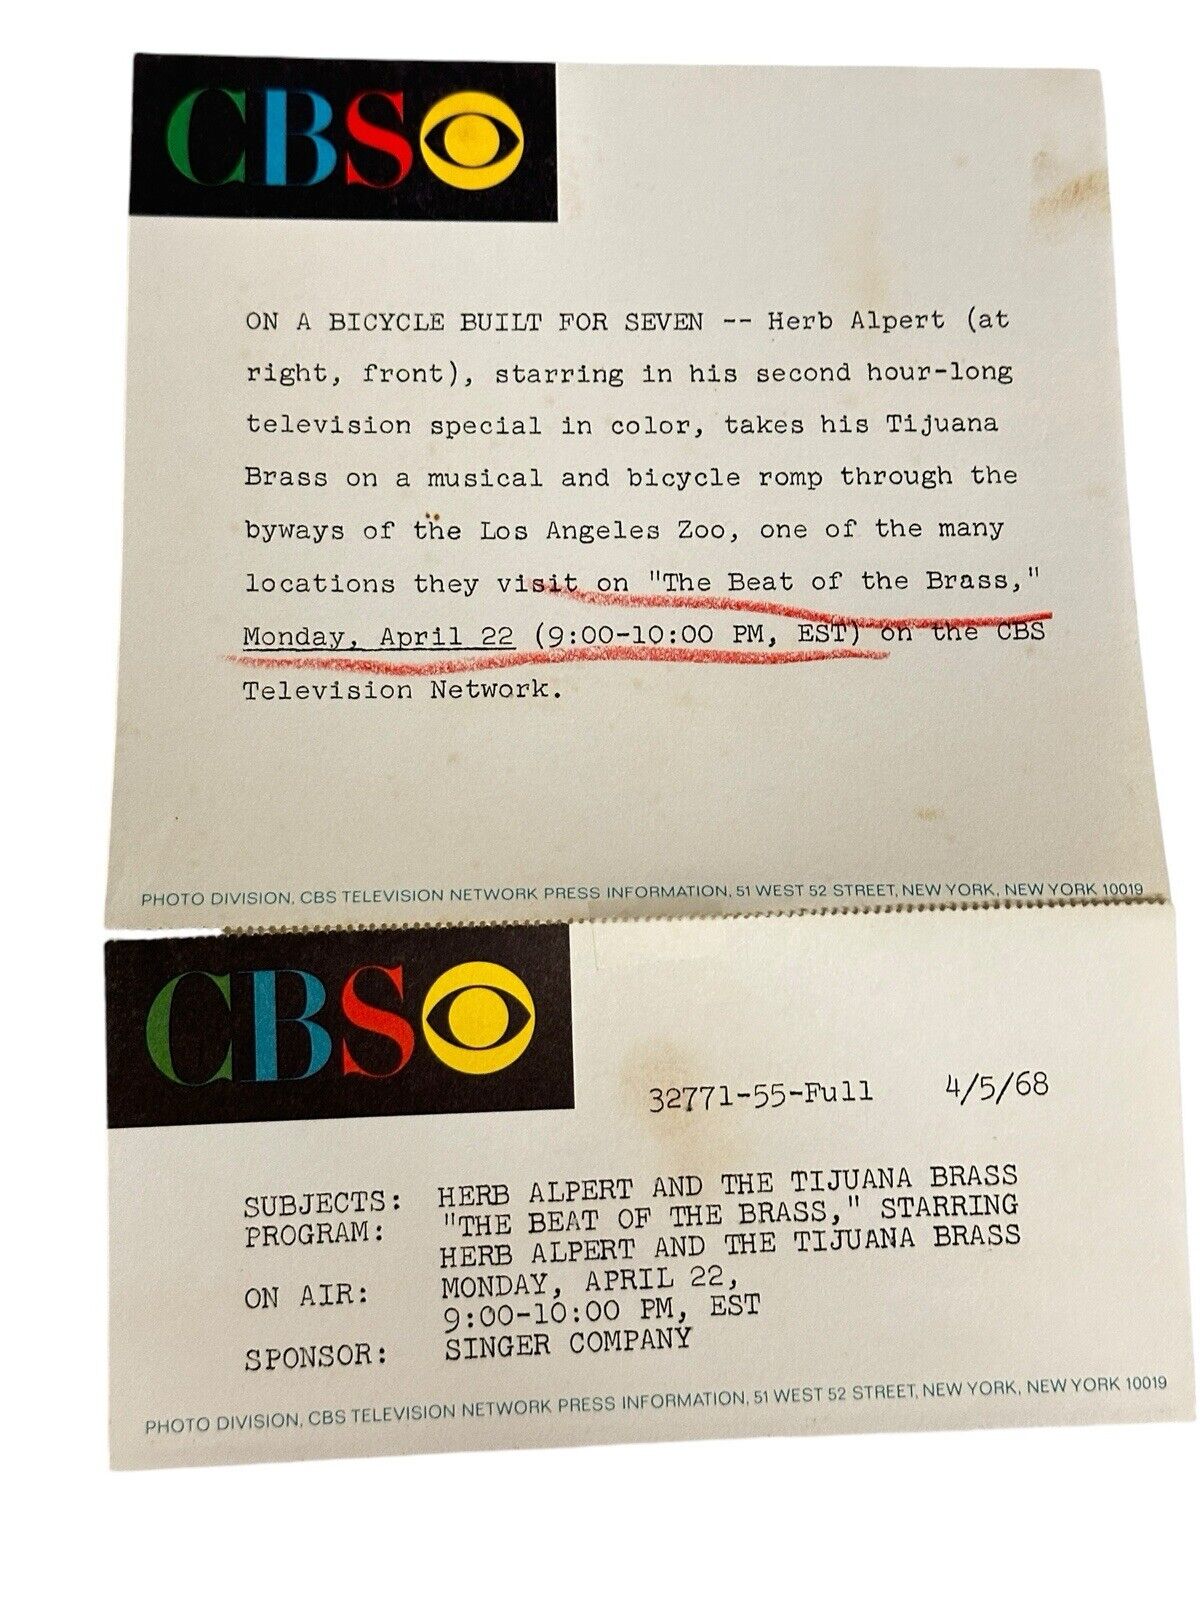 CBS
ON A BICYCLE BUILT FOR SEVEN -- Herb Alpert (at
right, front), starring in his second hour-long
television special in color, takes his Tijuana
Brass on a musical and bicycle romp through the
byways of the Los Angeles Zoo, one of the many
locations they visit on "The Beat of the Brass,"
Monday, April 22 (9:00-10:00 PM, EST) on the CBS
Television Network.
PHOTO DIVISION, CBS TELEVISION NETWORK PRESS INFORMATION, 51 WEST 52 STREET, NEW YORK, NEW YORK 10019
CBS
32771-55-Full 4/5/68
SUBJECTS: HERB ALPERT AND THE TIJUANA BRASS
PROGRAM: "THE BEAT OF THE BRASS," STARRING
HERB ALPERT AND THE TIJUANA BRASS
ON AIR: MONDAY, APRIL 22,
9:00-10:00 PM, EST
SPONSOR: SINGER COMPANY
PHOTO DIVISION, CBS TELEVISION NETWORK PRESS INFORMATION, 51 WEST 52 STREET, NEW YORK, NEW YORK 10019